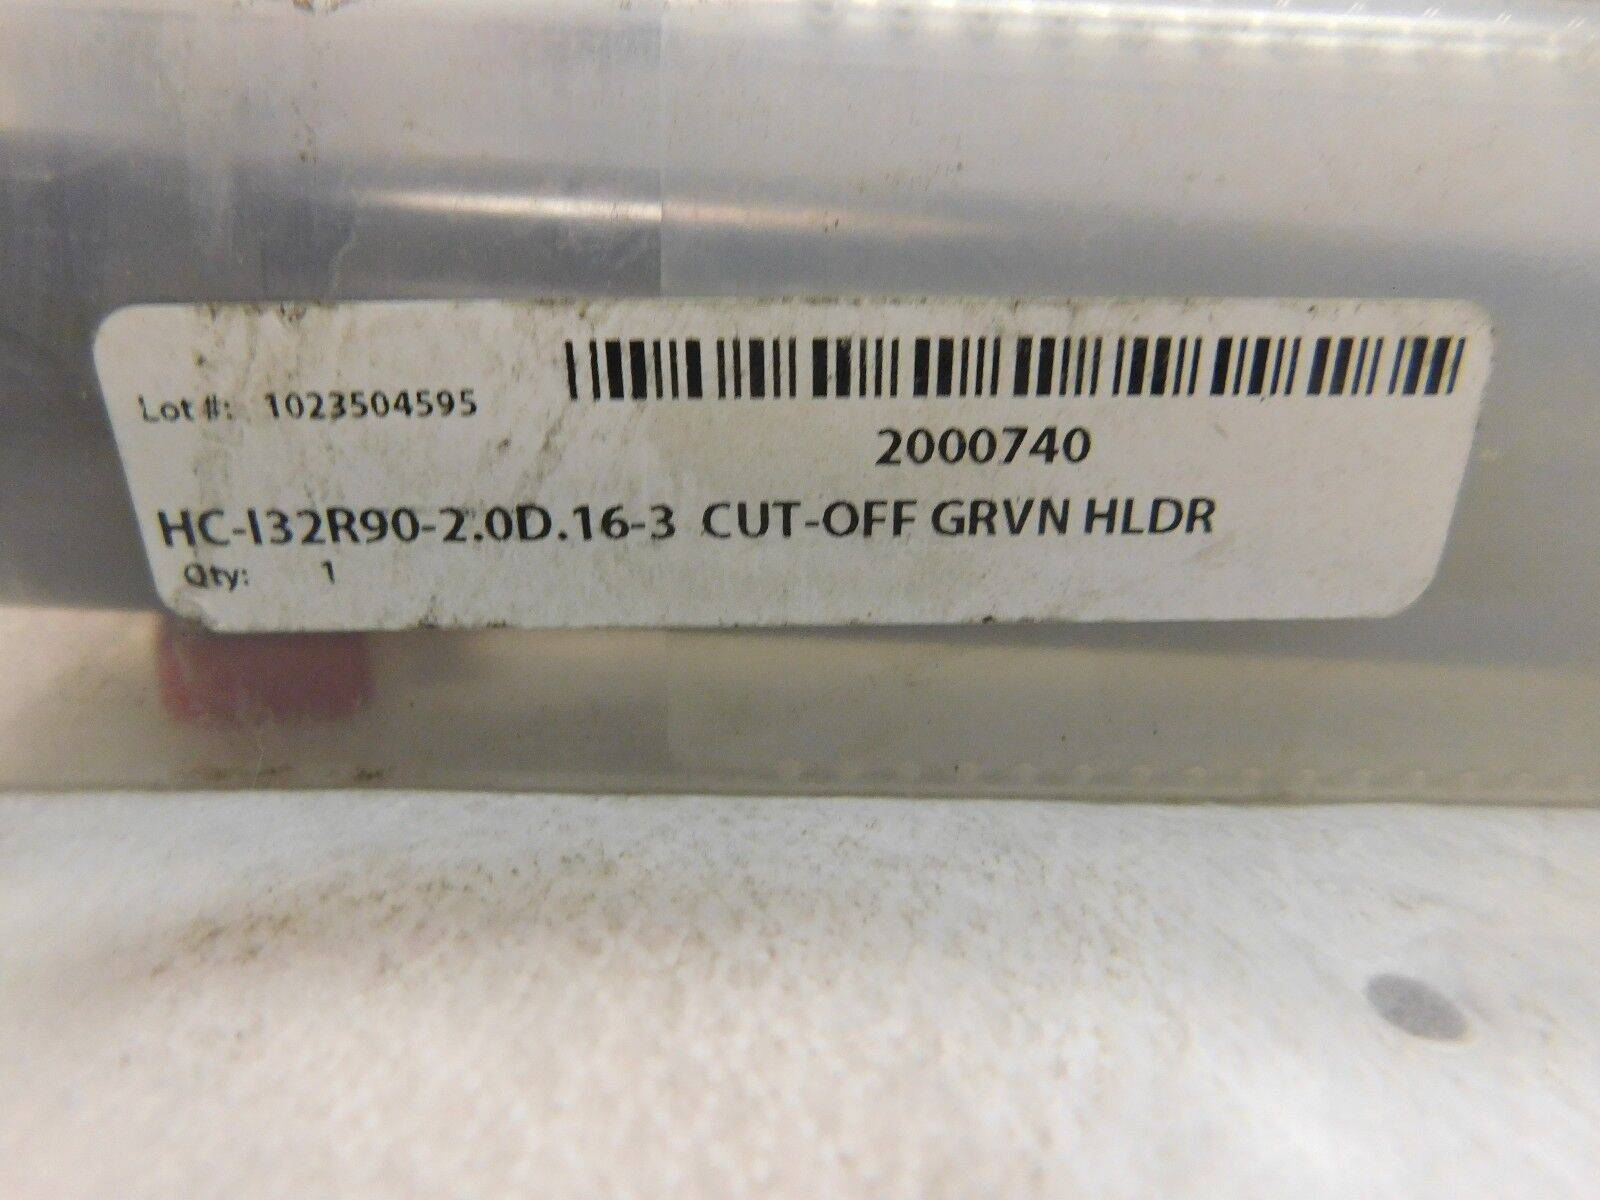 Lot #: 1023504595
2000740
HC-I32R90-2.0D.16-3 CUT-OFF GRVN HLDR
Qty: 1